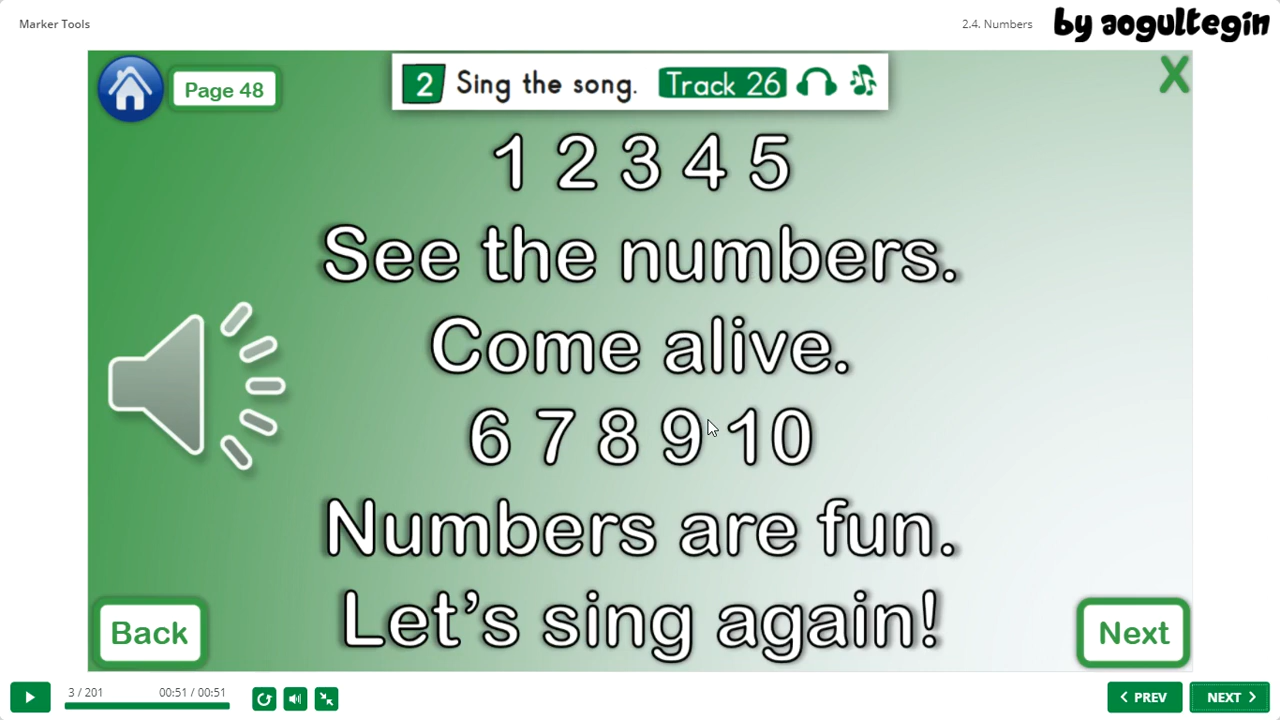 Marker Tools
2.4. Numbers
by aogultegin
Page 48
2 Sing the song. Track 26
X
1 2 3 4 5
See the numbers.
Come alive.
6 7 8 9 10
Numbers are fun.
Let's sing again!
Back
Next
3 / 201
00:51 / 00:51
PREV
NEXT